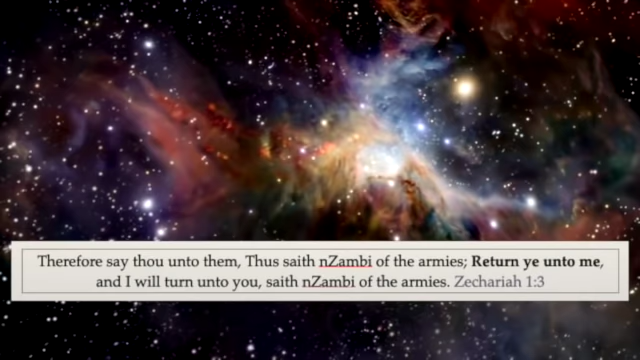 Therefore say thou unto them, Thus saith nZambi of the armies; Return ye unto me,
and I will turn unto you, saith nZambi of the armies. Zechariah 1:3